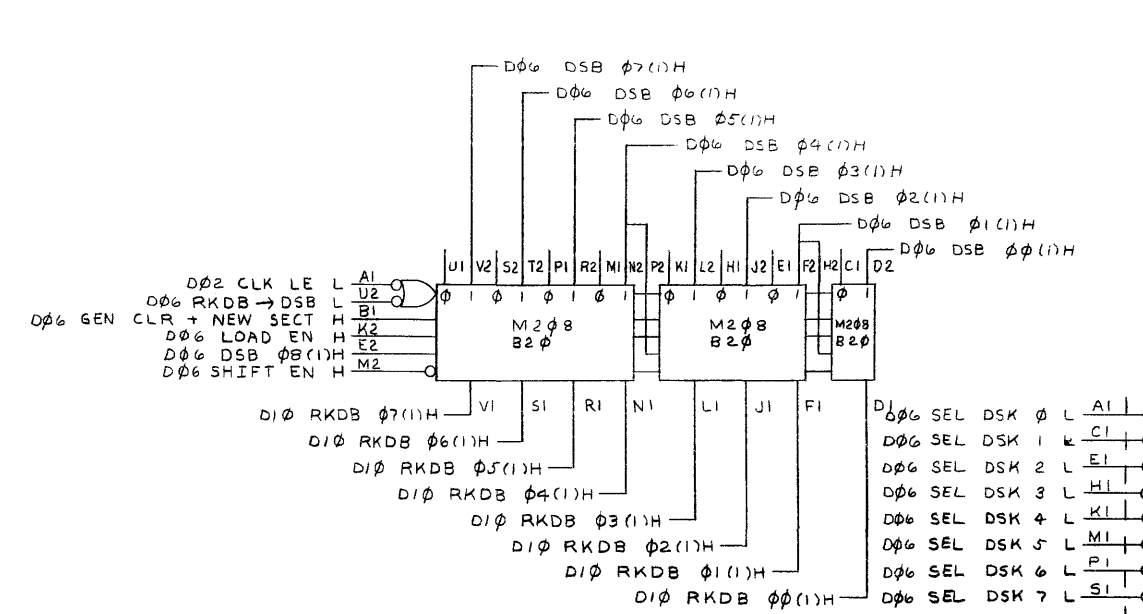 DØ6 DSB Ø7(1)H
DØ6 DSB Ø6(1)H
DØ6 DSB Ø5(1)H
DØ6 DSB Ø4(1)H
DØ6 DSB Ø3(1)H
DØ6 DSB Ø2(1)H
DØ6 DSB Ø1(1)H
DØ6 DSB ØØ(1)H
U1 V2 S2 T2 P1 R2 M1 N2 P2 K1 L2 H1 J2 E1 F2 H2 C1 D2
DØ2 CLK LE L A1
DØ6 RKDB → DSB L U2
DØ6 GEN CLR + NEW SECT H B1
DØ6 LOAD EN H K2
DØ6 DSB Ø8(1)H E2
DØ6 SHIFT EN H M2
Ø 1 Ø 1 Ø 1 Ø 1 Ø 1 Ø 1 Ø 1 Ø 1
M2Ø8 M2Ø8 M2Ø8
B2Ø B2Ø B2Ø
V1 S1 R1 N1 L1 J1 F1 D1
D1Ø RKDB Ø7(1)H
D1Ø RKDB Ø6(1)H
D1Ø RKDB Ø5(1)H
D1Ø RKDB Ø4(1)H
D1Ø RKDB Ø3(1)H
D1Ø RKDB Ø2(1)H
D1Ø RKDB Ø1(1)H
D1Ø RKDB ØØ(1)H
DØ6 SEL DSK Ø L A1
DØ6 SEL DSK 1 L C1
DØ6 SEL DSK 2 L E1
DØ6 SEL DSK 3 L H1
DØ6 SEL DSK 4 L K1
DØ6 SEL DSK 5 L M1
DØ6 SEL DSK 6 L P1
DØ6 SEL DSK 7 L S1